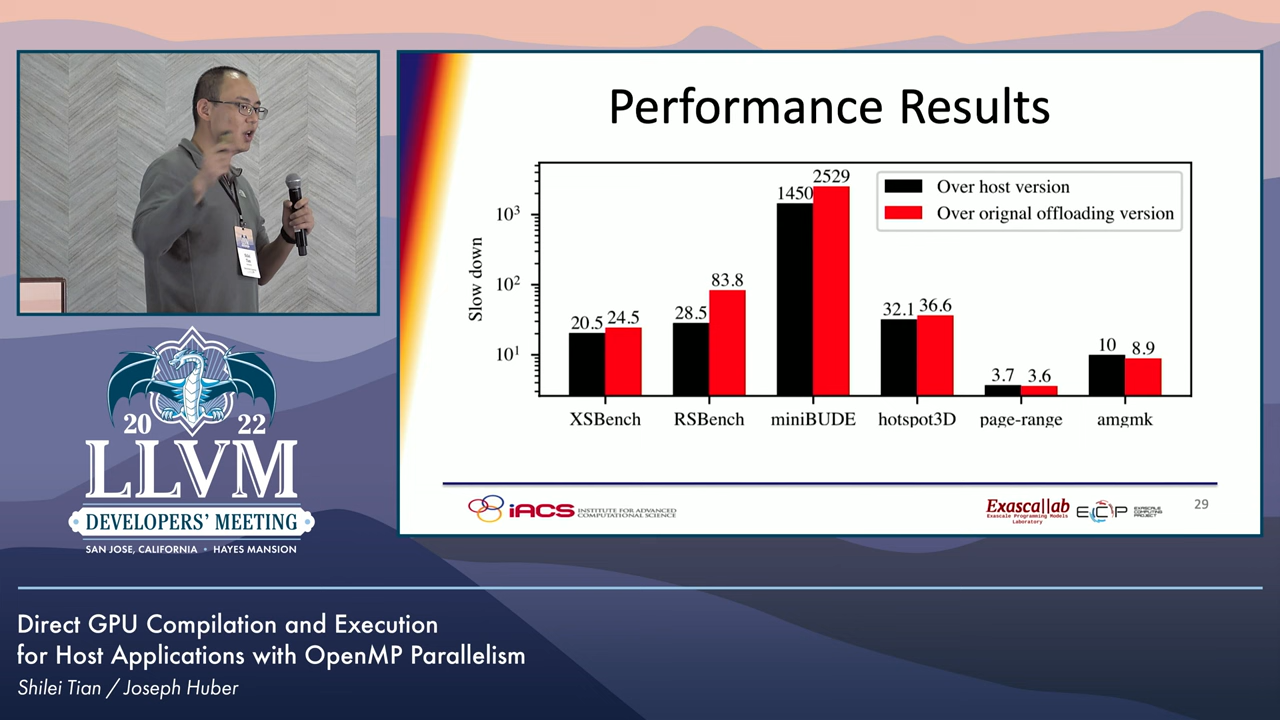 Performance Results
Slow down
10³
10²
10¹
1450
2529
20.5
24.5
28.5
83.8
32.1
36.6
3.7
3.6
10
8.9
Over host version
Over orignal offloading version
XSBench
RSBench
miniBUDE
hotspot3D
page-range
amgmk
iACS
INSTITUTE FOR ADVANCED
COMPUTATIONAL SCIENCE
Exascallab
Exascale Programming Models
Laboratory
ECP
EXASCALE
COMPUTING
PROJECT
29
20 22
LLVM
DEVELOPERS' MEETING
SAN JOSE, CALIFORNIA • HAYES MANSION
Direct GPU Compilation and Execution
for Host Applications with OpenMP Parallelism
Shilei Tian / Joseph Huber